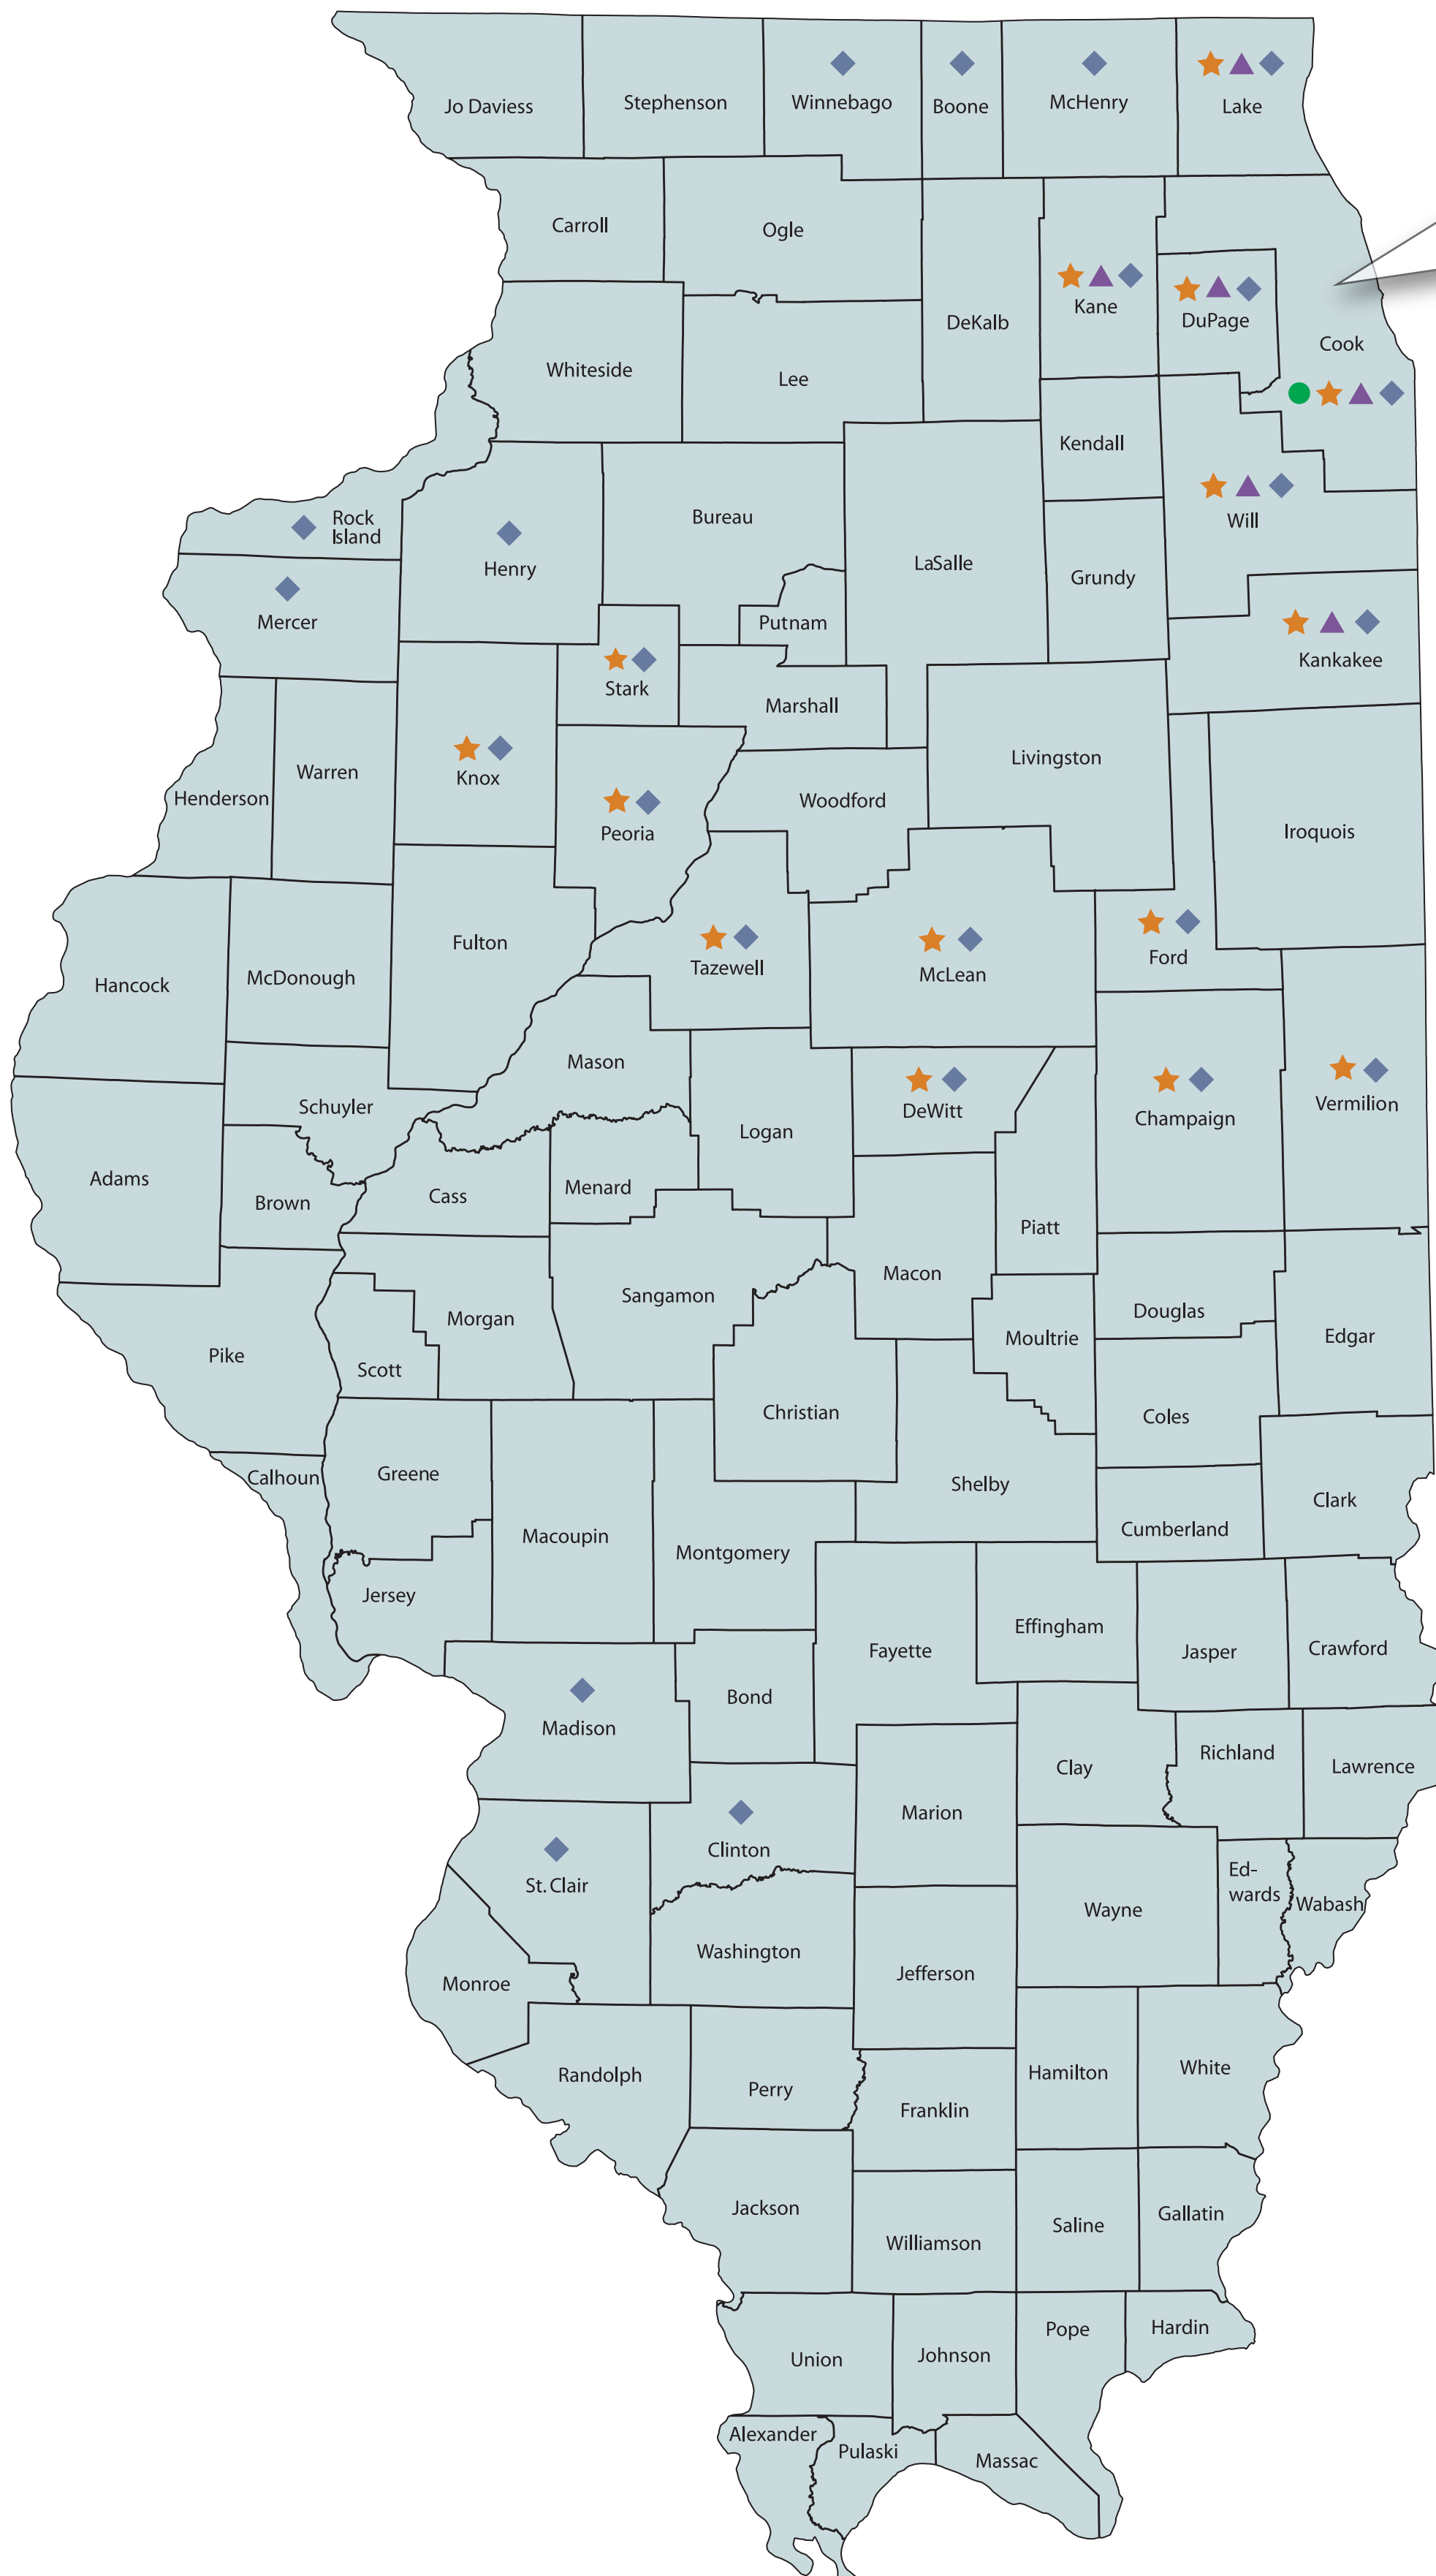 Jo Daviess
Stephenson
Winnebago
Boone
McHenry
Lake
Carroll
Ogle
DeKalb
Kane
DuPage
Cook
Whiteside
Lee
Kendall
Rock
Island
Henry
Bureau
LaSalle
Will
Grundy
Mercer
Putnam
Kankakee
Stark
Marshall
Henderson
Warren
Knox
Peoria
Woodford
Livingston
Iroquois
Hancock
McDonough
Fulton
Tazewell
McLean
Ford
Mason
Schuyler
Logan
DeWitt
Champaign
Vermilion
Adams
Brown
Cass
Menard
Piatt
Pike
Scott
Morgan
Sangamon
Macon
Moultrie
Douglas
Edgar
Christian
Coles
Calhoun
Greene
Shelby
Clark
Macoupin
Montgomery
Cumberland
Jersey
Fayette
Effingham
Jasper
Crawford
Madison
Bond
Clay
Richland
Lawrence
Clinton
Marion
St. Clair
Wayne
Ed-
wards
Wabash
Washington
Monroe
Jefferson
Randolph
Perry
Hamilton
White
Franklin
Jackson
Williamson
Saline
Gallatin
Union
Johnson
Pope
Hardin
Alexander
Pulaski
Massac